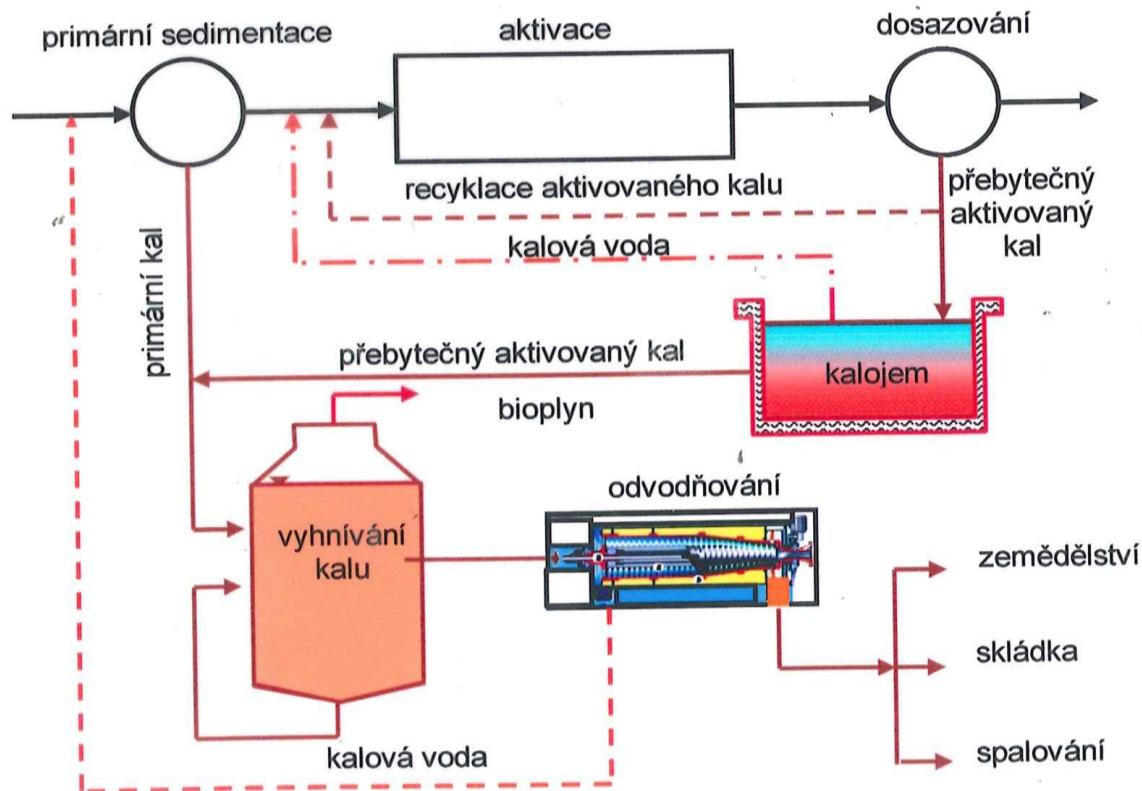 primární sedimentace
aktivace
dosazování
recyklace aktivovaného kalu
přebytečný
aktivovaný
kal
kalová voda
primární kal
přebytečný aktivovaný kal
kalojem
bioplyn
odvodňování
vyhnívání
kalu
zemědělství
skládka
spalování
kalová voda